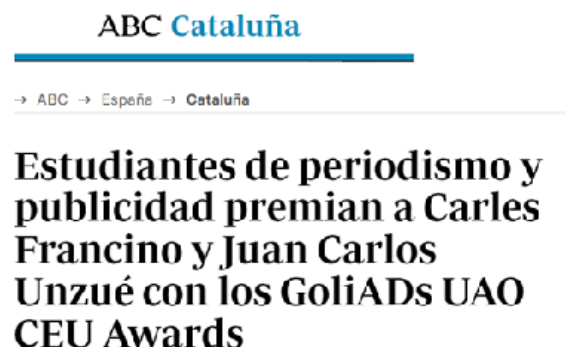 ABC Cataluña
→ ABC → España → Cataluña
Estudiantes de periodismo y
publicidad premian a Carles
Francino y Juan Carlos
Unzué con los GoliADs UAO
CEU Awards